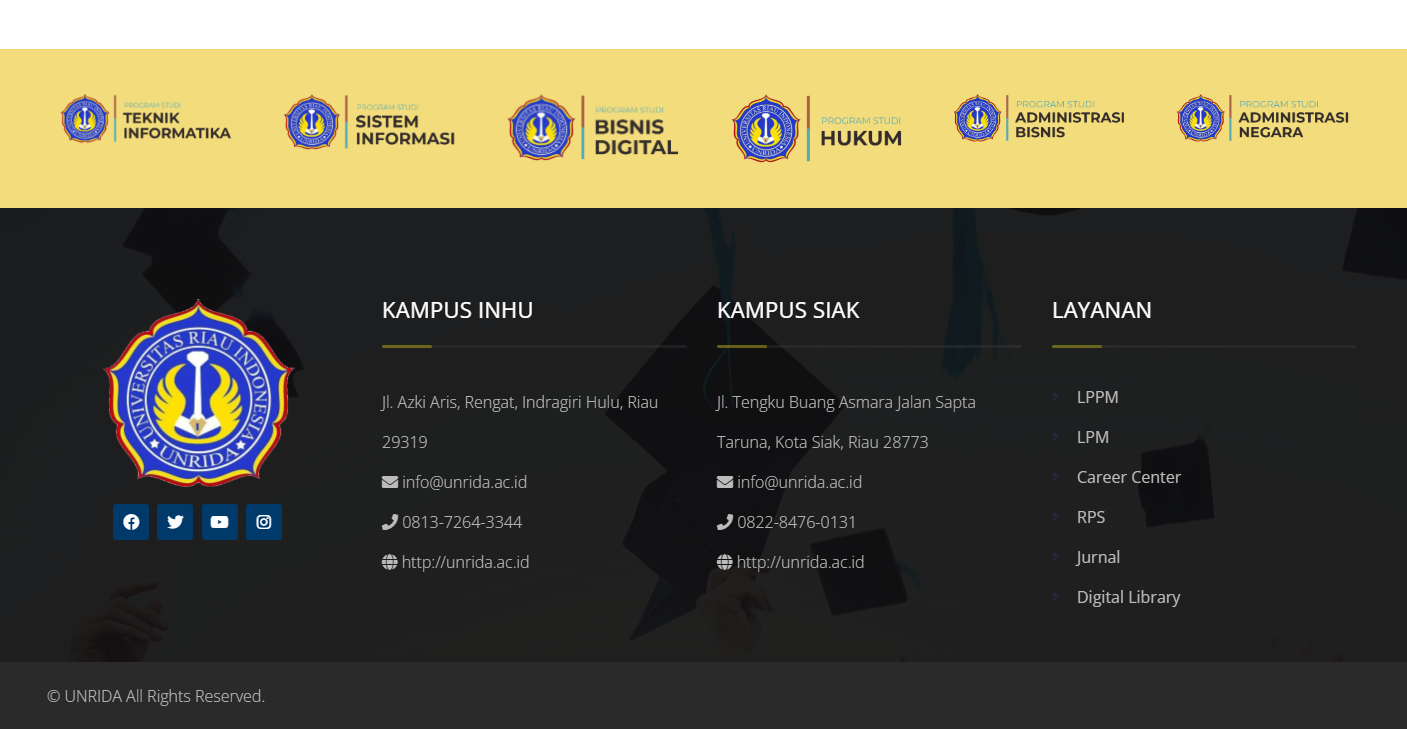 PROGRAM STUDI
TEKNIK
INFORMATIKA
PROGRAM STUDI
SISTEM
INFORMASI
PROGRAM STUDI
BISNIS
DIGITAL
PROGRAM STUDI
HUKUM
PROGRAM STUDI
ADMINISTRASI
BISNIS
PROGRAM STUDI
ADMINISTRASI
NEGARA
UNIVERSITAS RIAU INDONESIA
UNRIDA
KAMPUS INHU
Jl. Azki Aris, Rengat, Indragiri Hulu, Riau
29319
info@unrida.ac.id
0813-7264-3344
http://unrida.ac.id
KAMPUS SIAK
Jl. Tengku Buang Asmara Jalan Sapta
Taruna, Kota Siak, Riau 28773
info@unrida.ac.id
0822-8476-0131
http://unrida.ac.id
LAYANAN
LPPM
LPM
Career Center
RPS
Jurnal
Digital Library
© UNRIDA All Rights Reserved.